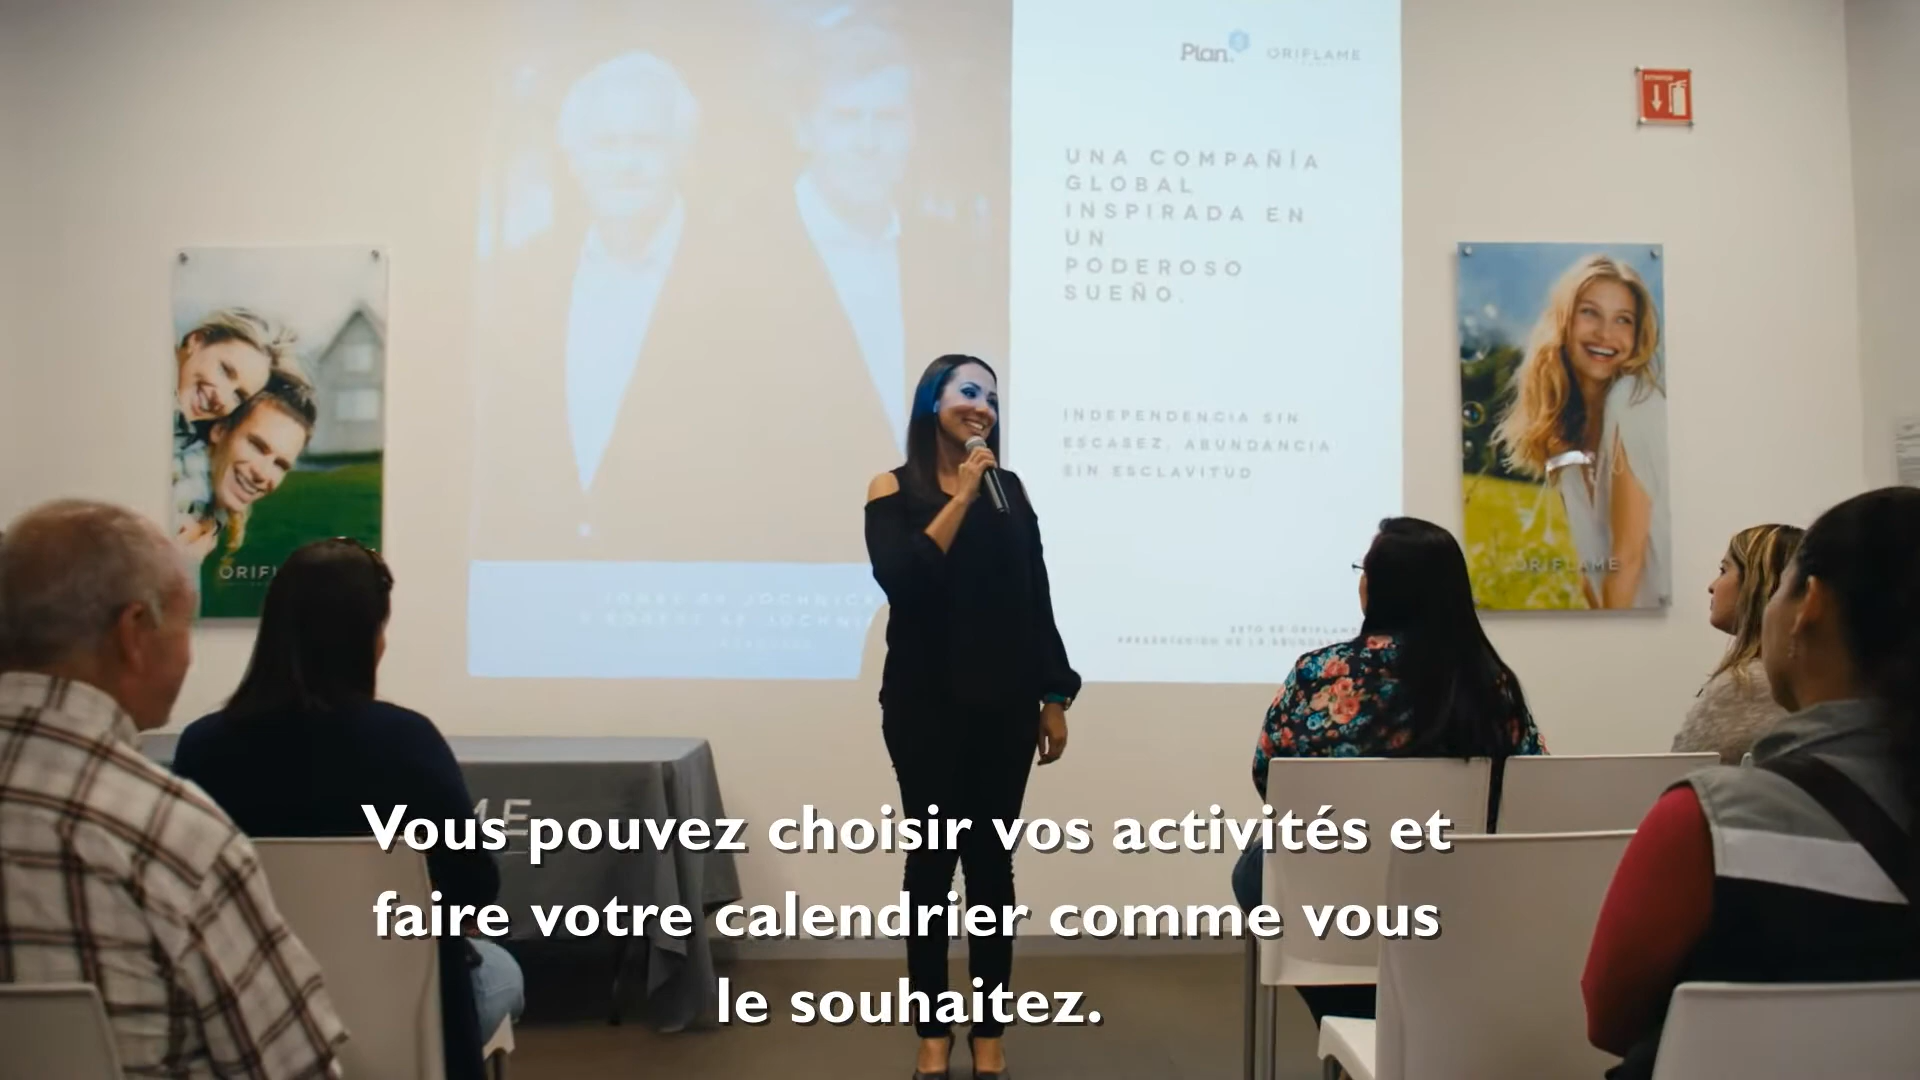 Plan.
ORIFLAME
UNA COMPAÑÍA
GLOBAL
INSPIRADA EN
UN
PODEROSO
SUEÑO.
INDEPENDENCIA SIN
ESCASEZ, ABUNDANCIA
SIN ESCLAVITUD
ORIFLAME
Vous pouvez choisir vos activités et
faire votre calendrier comme vous
le souhaitez.